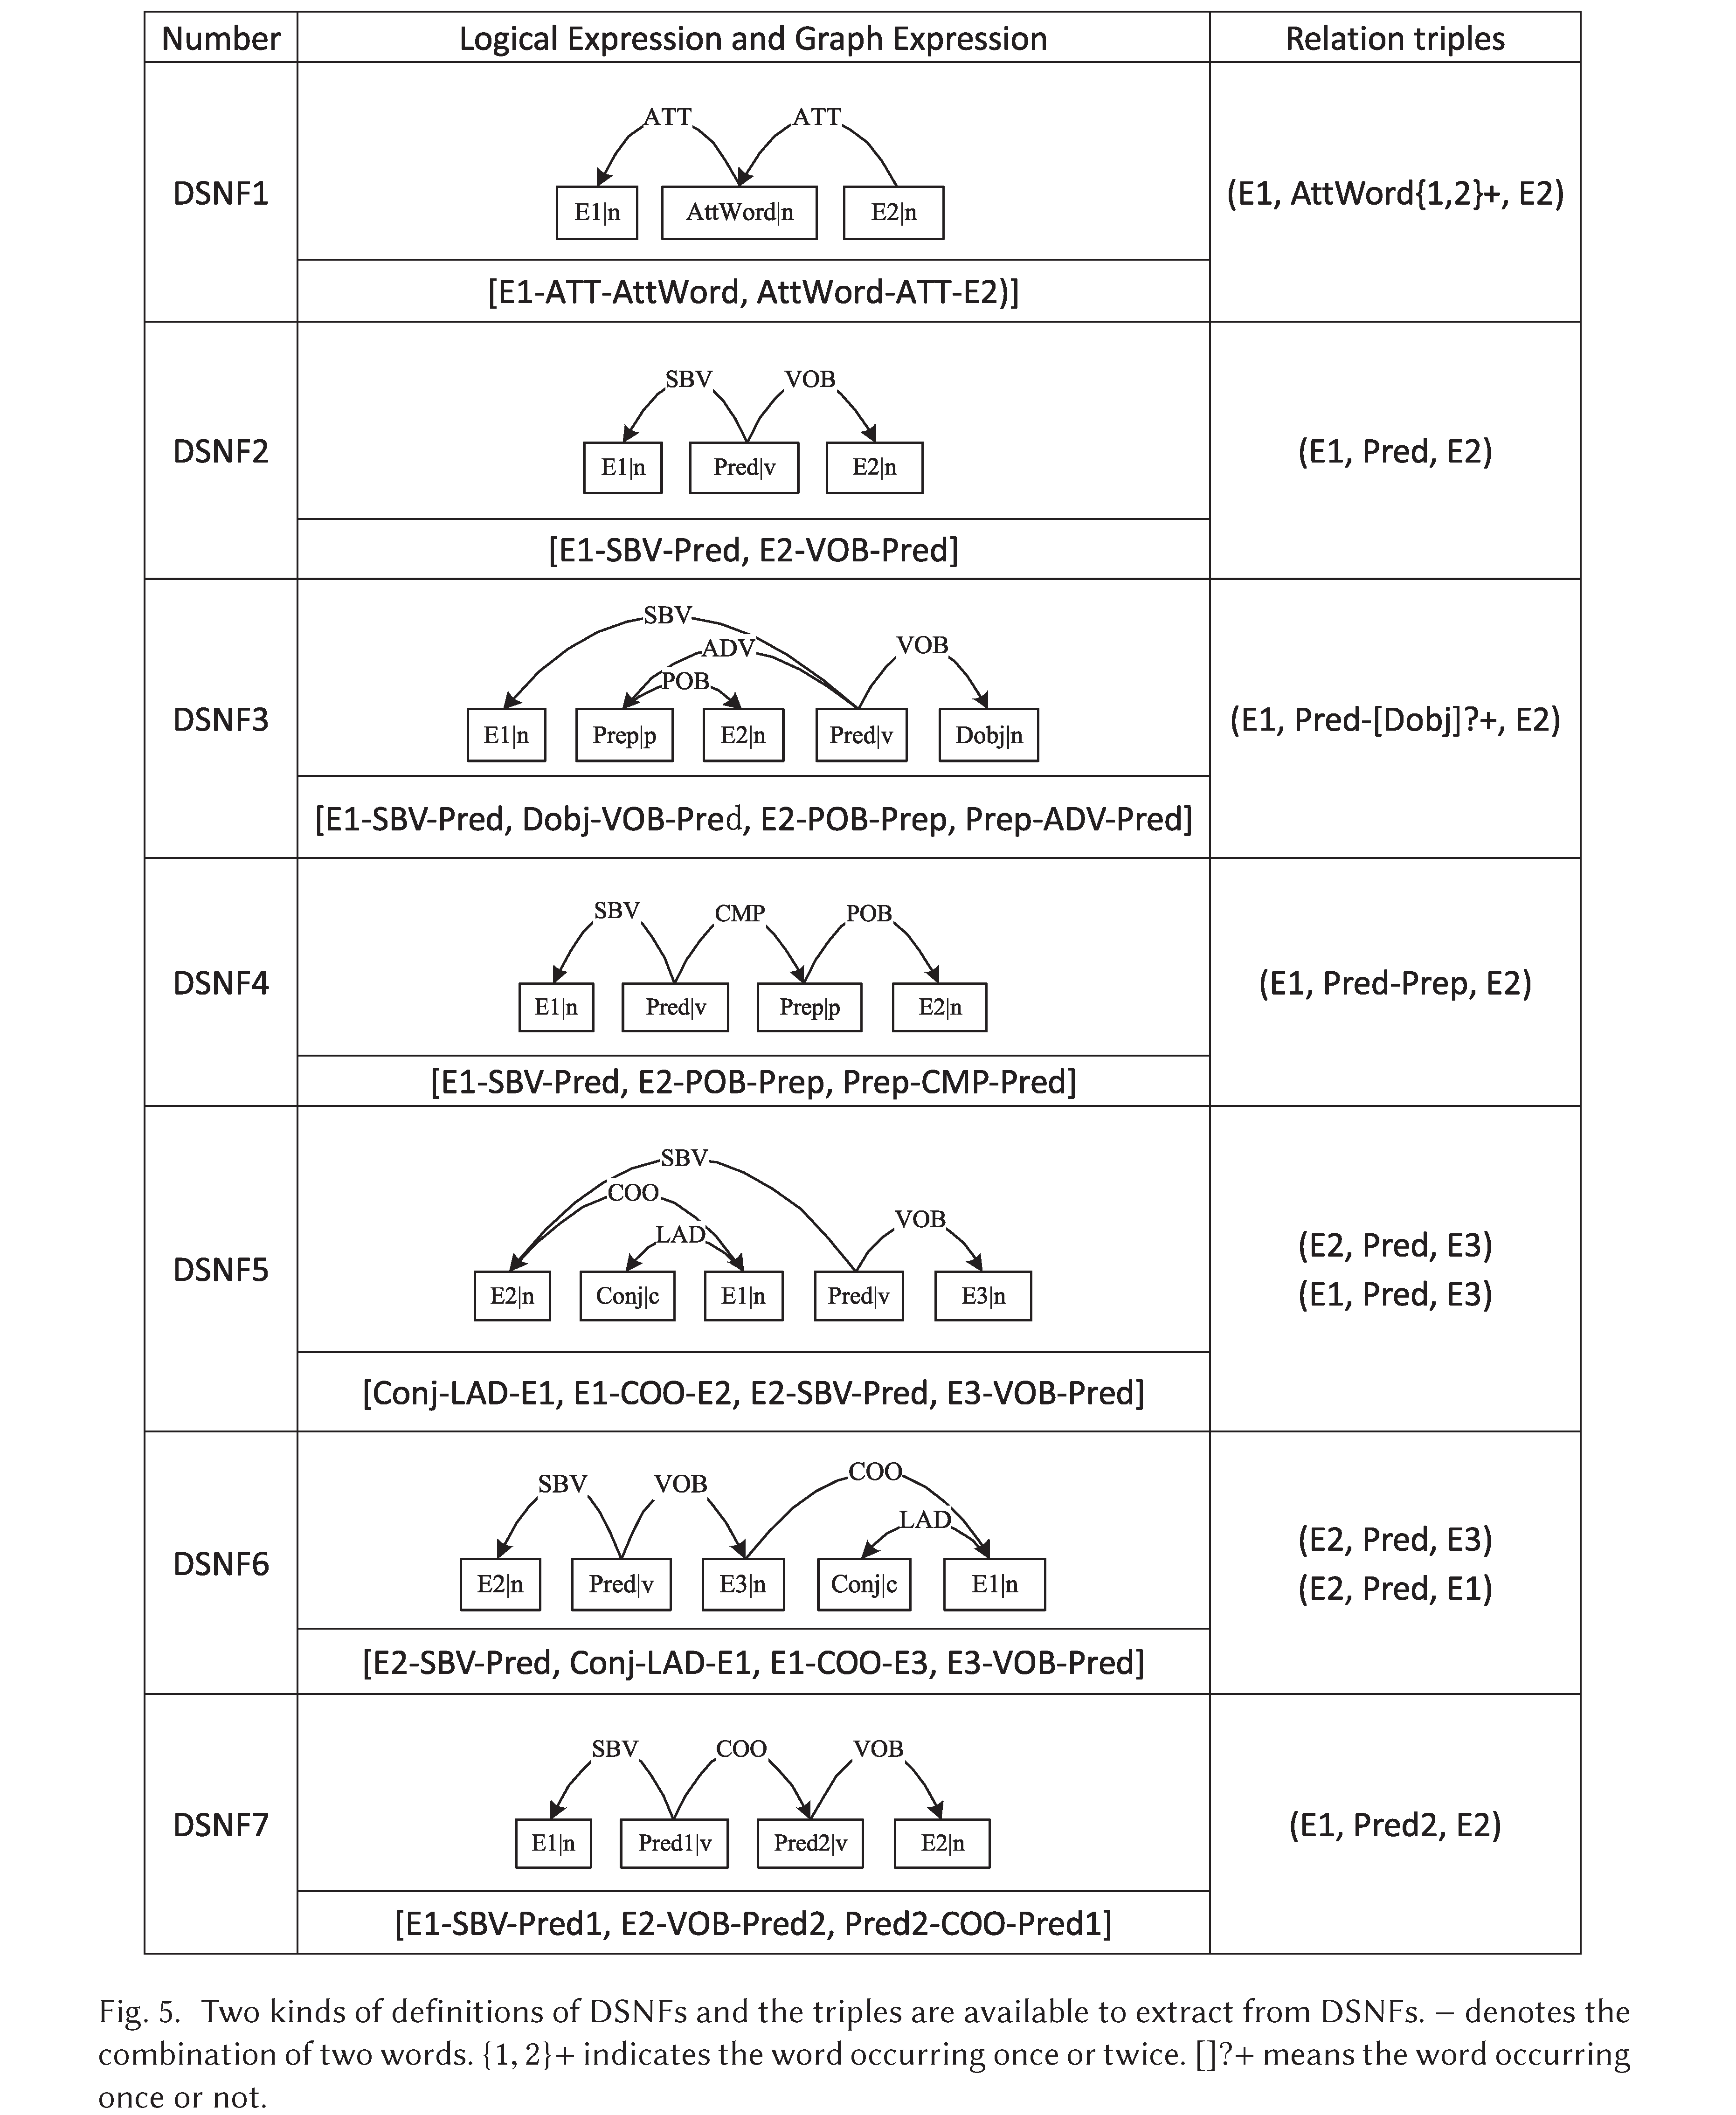 Number Logical Expression and Graph Expression Relation triples
ATT ATT
DSNF1
E1|n AttWord|n E2|n
(E1, AttWord{1,2}+, E2)
[E1-ATT-AttWord, AttWord-ATT-E2)]
SBV VOB
DSNF2
E1|n Pred|v E2|n
(E1, Pred, E2)
[E1-SBV-Pred, E2-VOB-Pred]
SBV
ADV VOB
POB
DSNF3
E1|n Prep|p E2|n Pred|v Dobj|n
(E1, Pred-[Dobj]?+, E2)
[E1-SBV-Pred, Dobj-VOB-Pred, E2-POB-Prep, Prep-ADV-Pred]
SBV CMP POB
DSNF4
E1|n Pred|v Prep|p E2|n
(E1, Pred-Prep, E2)
[E1-SBV-Pred, E2-POB-Prep, Prep-CMP-Pred]
SBV
COO
LAD VOB
DSNF5
E2|n Conj|c E1|n Pred|v E3|n
(E2, Pred, E3)
(E1, Pred, E3)
[Conj-LAD-E1, E1-COO-E2, E2-SBV-Pred, E3-VOB-Pred]
SBV VOB COO
LAD
DSNF6
E2|n Pred|v E3|n Conj|c E1|n
(E2, Pred, E3)
(E2, Pred, E1)
[E2-SBV-Pred, Conj-LAD-E1, E1-COO-E3, E3-VOB-Pred]
SBV COO VOB
DSNF7
E1|n Pred1|v Pred2|v E2|n
(E1, Pred2, E2)
[E1-SBV-Pred1, E2-VOB-Pred2, Pred2-COO-Pred1]
Fig. 5. Two kinds of definitions of DSNFs and the triples are available to extract from DSNFs. − denotes the
combination of two words. {1, 2}+ indicates the word occurring once or twice. []?+ means the word occurring
once or not.